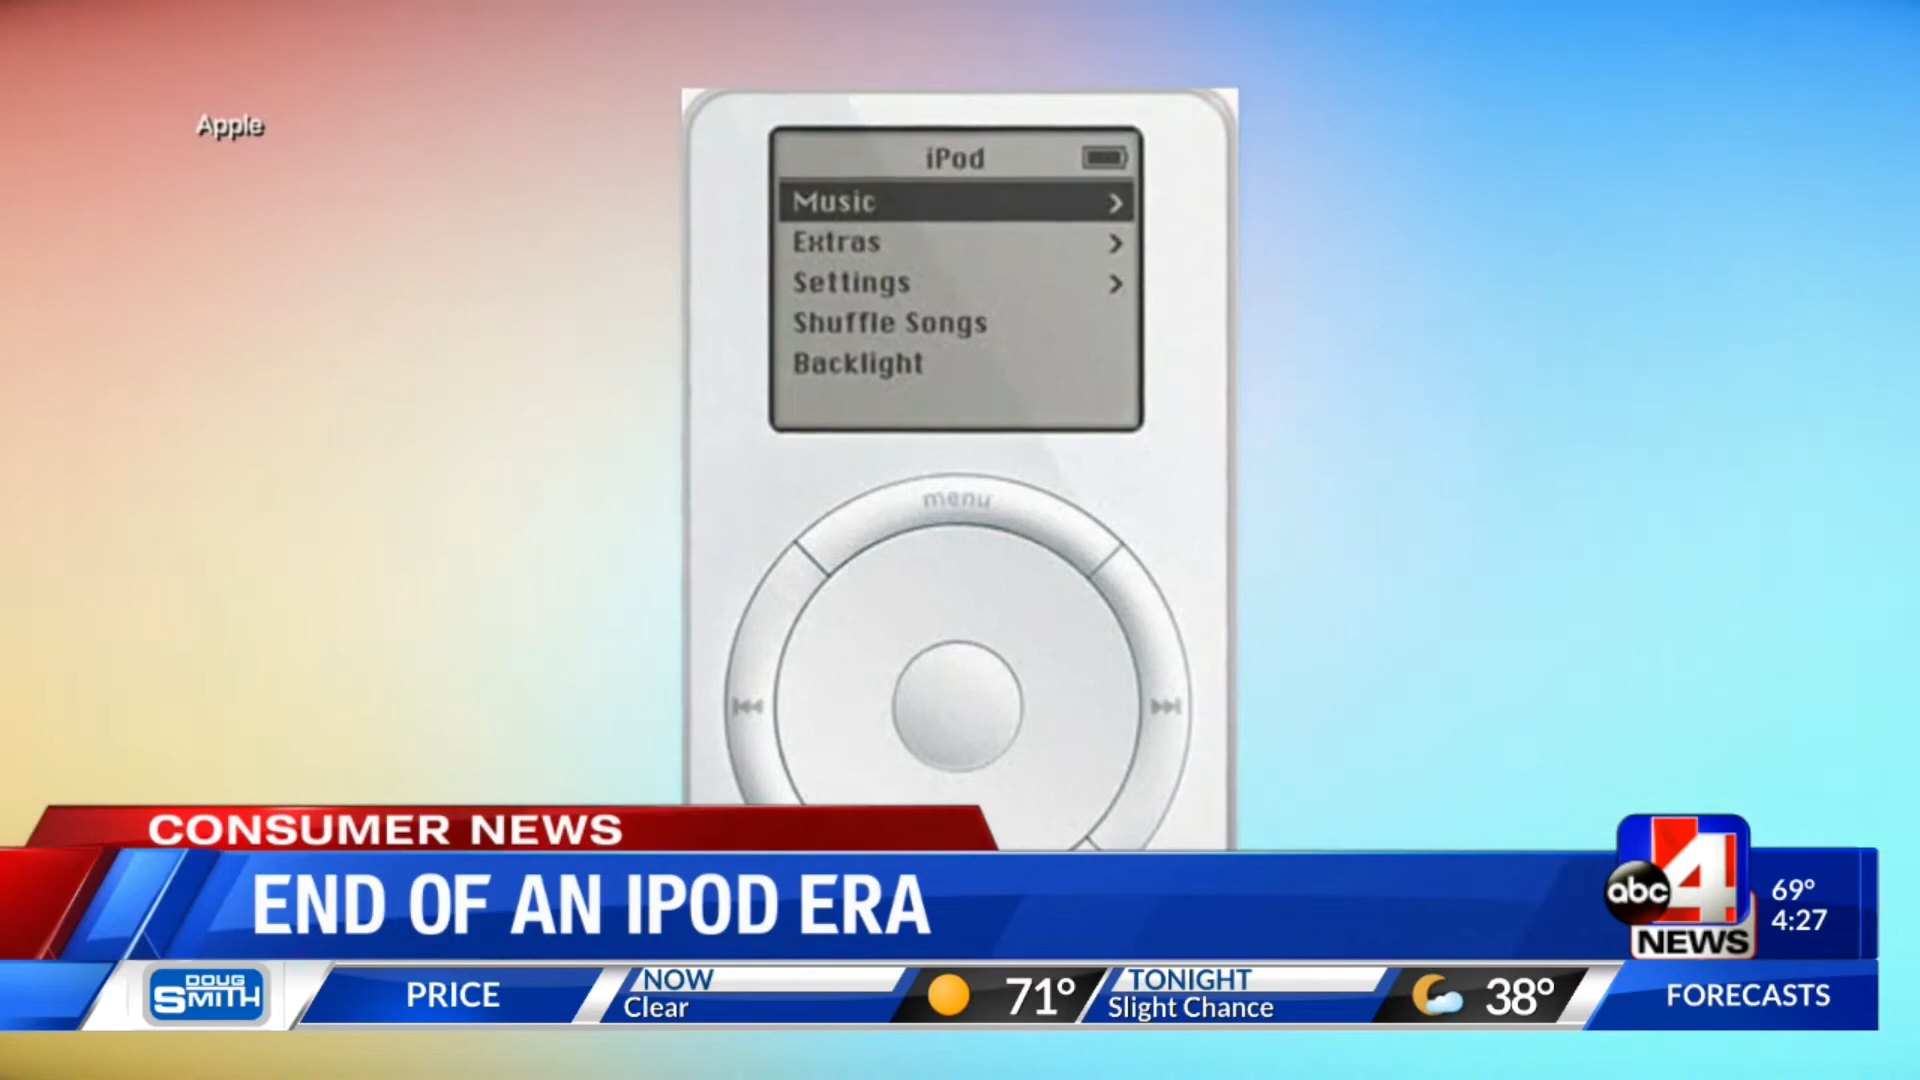 Apple
iPod
Music
Extras
Settings
Shuffle Songs
Backlight
menu
CONSUMER NEWS
END OF AN IPOD ERA
abc 4
NEWS
69°
4:27
DOUG
SMITH
PRICE
NOW
Clear
71°
TONIGHT
Slight Chance
38°
FORECASTS